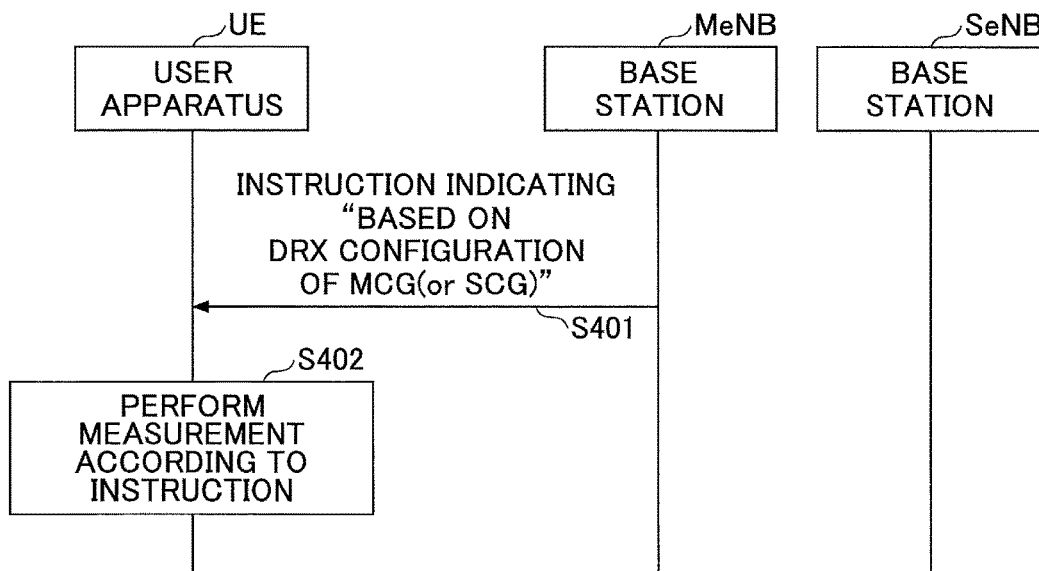 UE
MeNB
SeNB
USER
APPARATUS
BASE
STATION
BASE
STATION
INSTRUCTION INDICATING
“BASED ON
DRX CONFIGURATION
OF MCG(or SCG)”
S401
S402
PERFORM
MEASUREMENT
ACCORDING TO
INSTRUCTION